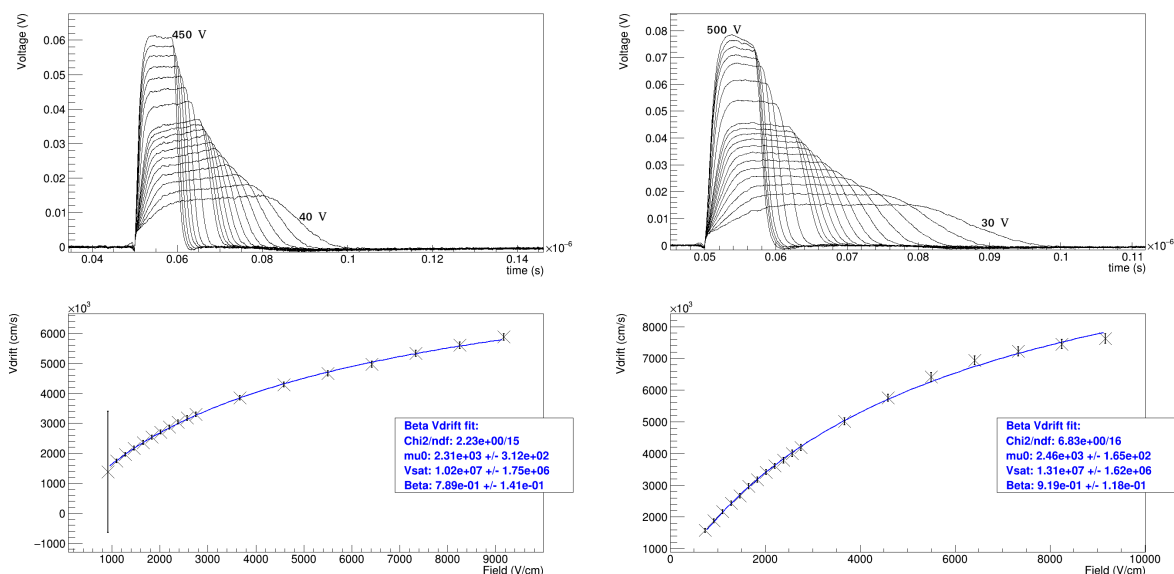 Voltage (V)
0.06
0.05
0.04
0.03
0.02
0.01
0
450 V
40 V
0.04
0.06
0.08
0.1
0.12
0.14
×10⁻⁶
time (s)
Voltage (V)
0.08
0.07
0.06
0.05
0.04
0.03
0.02
0.01
0
500 V
30 V
0.05
0.06
0.07
0.08
0.09
0.1
0.11
×10⁻⁶
time (s)
×10³
Vdrift (cm/s)
6000
5000
4000
3000
2000
1000
0
−1000
Beta Vdrift fit:
Chi2/ndf: 2.23e+00/15
mu0: 2.31e+03 +/- 3.12e+02
Vsat: 1.02e+07 +/- 1.75e+06
Beta: 7.89e-01 +/- 1.41e-01
1000
2000
3000
4000
5000
6000
7000
8000
9000
Field (V/cm)
×10³
Vdrift (cm/s)
8000
7000
6000
5000
4000
3000
2000
1000
Beta Vdrift fit:
Chi2/ndf: 6.83e+00/16
mu0: 2.46e+03 +/- 1.65e+02
Vsat: 1.31e+07 +/- 1.62e+06
Beta: 9.19e-01 +/- 1.18e-01
0
2000
4000
6000
8000
10000
Field (V/cm)